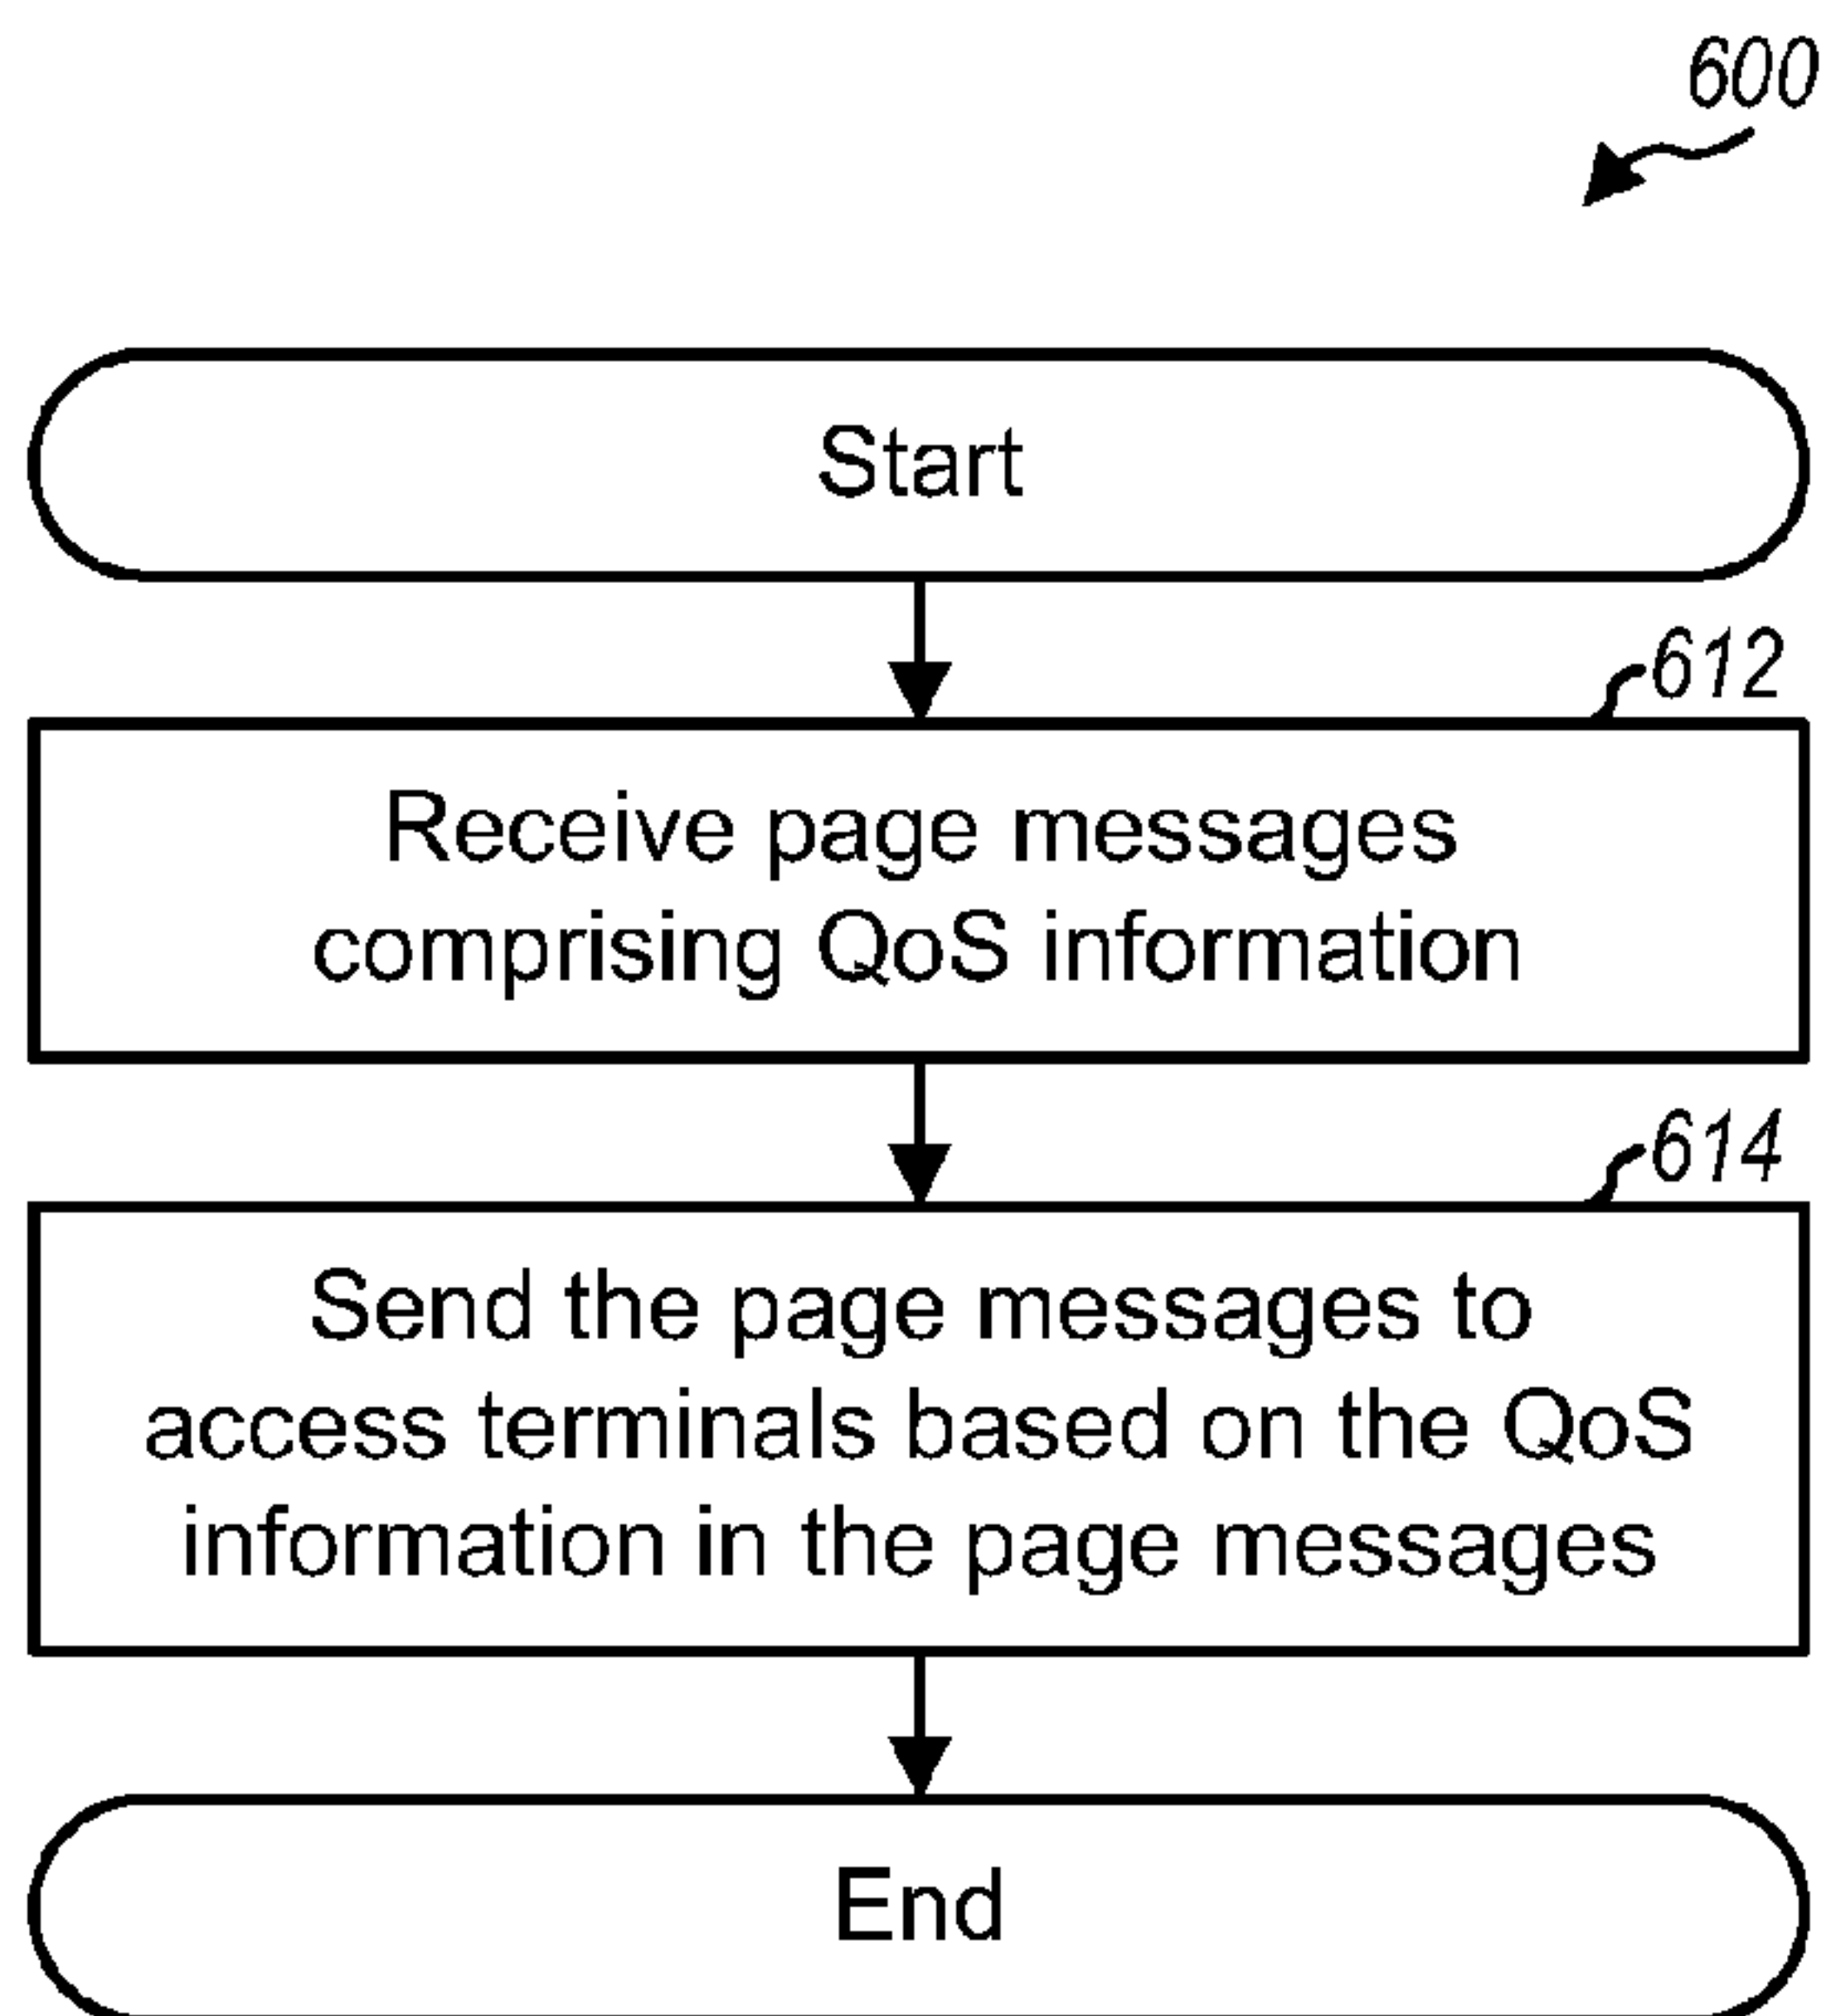 600
Start
612
Receive page messages
comprising QoS information
614
Send the page messages to
access terminals based on the QoS
information in the page messages
End